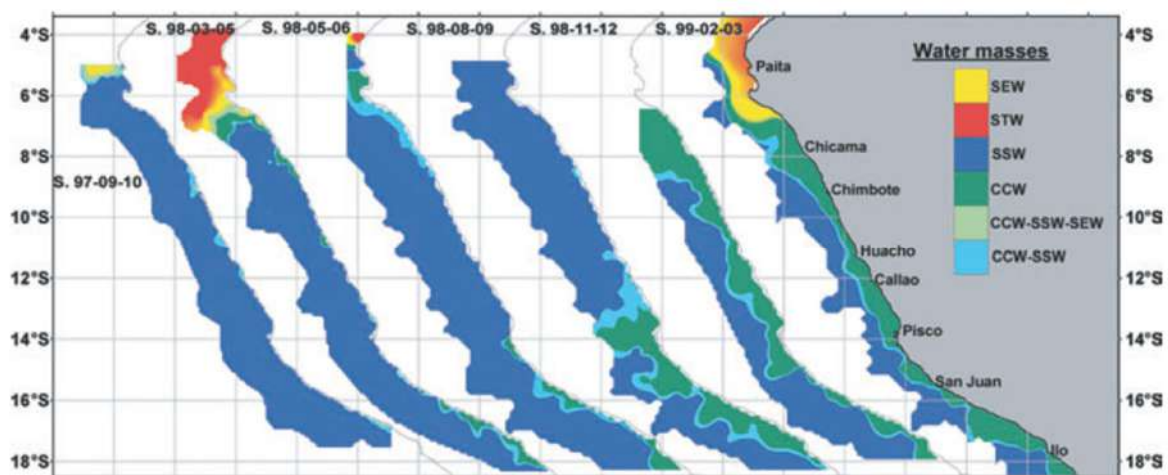 S. 98-03-05 S. 98-05-06 S. 98-08-09 S. 98-11-12 S. 99-02-03
S. 97-09-10
4°S
6°S
8°S
10°S
12°S
14°S
16°S
18°S
Paita
Chicama
Chimbote
Huacho
Callao
Pisco
San Juan
Ilo
Water masses
SEW
STW
SSW
CCW
CCW-SSW-SEW
CCW-SSW
4°S
6°S
8°S
10°S
12°S
14°S
16°S
18°S